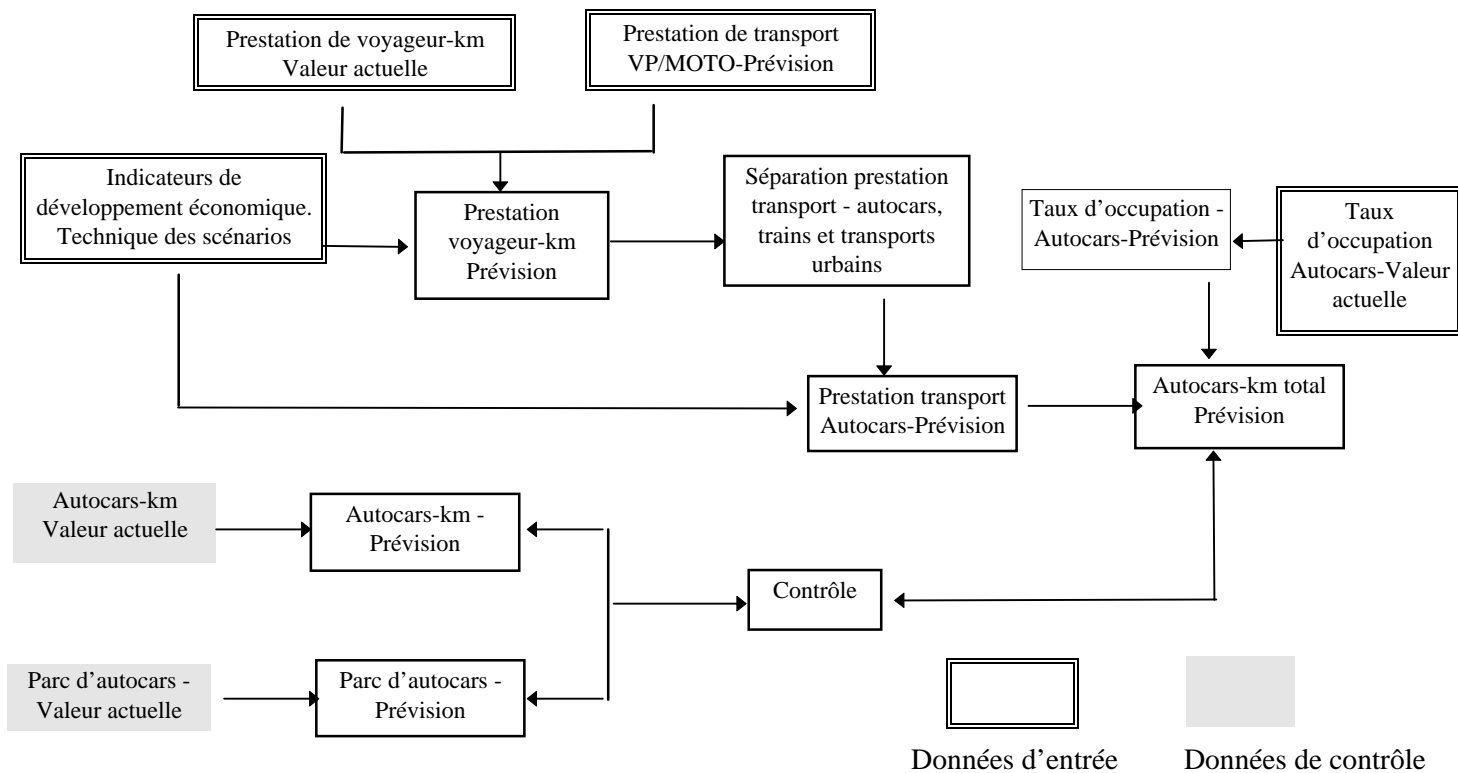 Prestation de voyageur-km
Valeur actuelle
Prestation de transport
VP/MOTO-Prévision
Indicateurs de
développement économique.
Technique des scénarios
Prestation
voyageur-km
Prévision
Séparation prestation
transport - autocars,
trains et transports
urbains
Taux d’occupation -
Autocars-Prévision
Taux
d’occupation
Autocars-Valeur
actuelle
Prestation transport
Autocars-Prévision
Autocars-km total
Prévision
Autocars-km
Valeur actuelle
Autocars-km -
Prévision
Contrôle
Parc d’autocars -
Valeur actuelle
Parc d’autocars -
Prévision
Données d’entrée
Données de contrôle